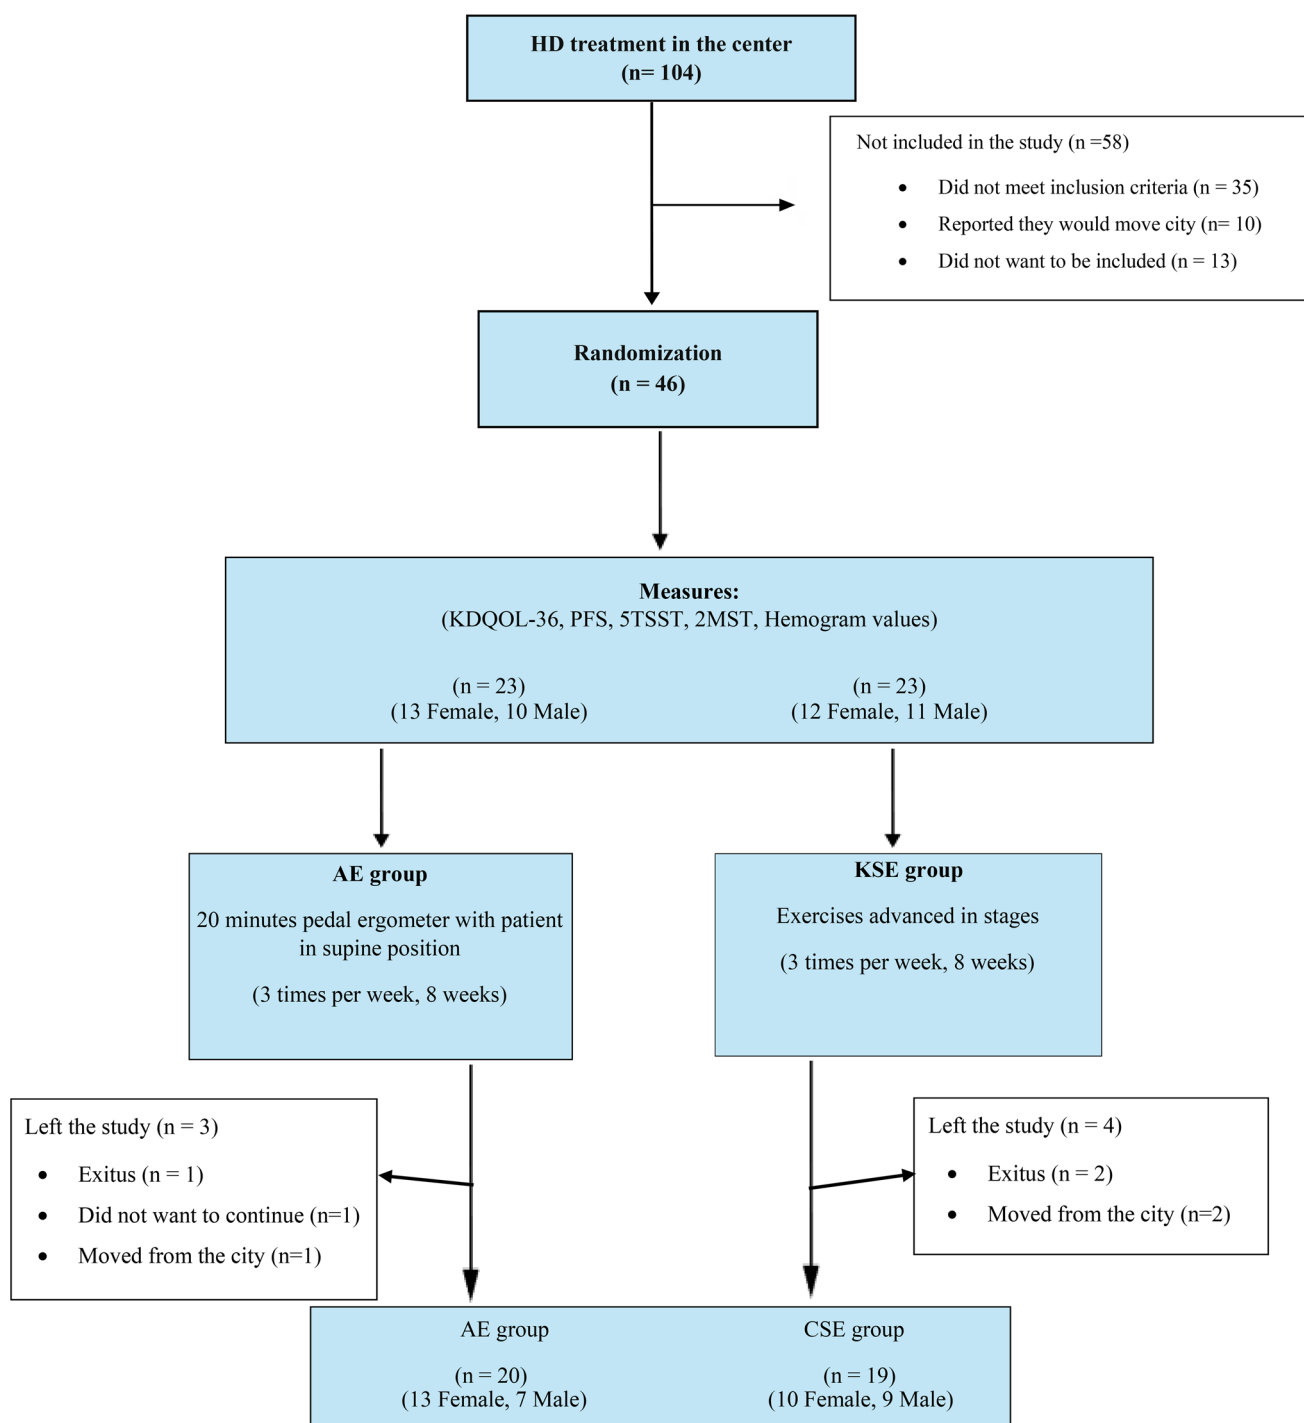 HD treatment in the center
(n= 104)
Not included in the study (n =58)
• Did not meet inclusion criteria (n = 35)
• Reported they would move city (n= 10)
• Did not want to be included (n = 13)
Randomization
(n = 46)
Measures:
(KDQOL-36, PFS, 5TSST, 2MST, Hemogram values)
(n = 23)
(13 Female, 10 Male)
(n = 23)
(12 Female, 11 Male)
AE group
20 minutes pedal ergometer with patient
in supine position
(3 times per week, 8 weeks)
KSE group
Exercises advanced in stages
(3 times per week, 8 weeks)
Left the study (n = 3)
• Exitus (n = 1)
• Did not want to continue (n=1)
• Moved from the city (n=1)
Left the study (n = 4)
• Exitus (n = 2)
• Moved from the city (n=2)
AE group
(n = 20)
(13 Female, 7 Male)
CSE group
(n = 19)
(10 Female, 9 Male)